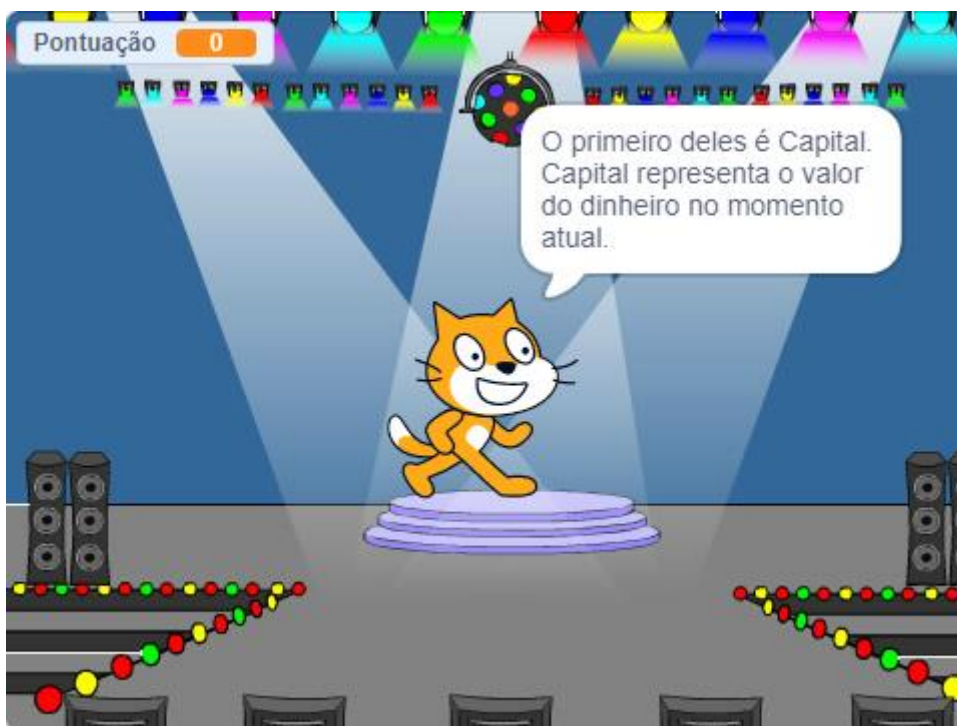 Pontuação 0
O primeiro deles é Capital.
Capital representa o valor
do dinheiro no momento
atual.